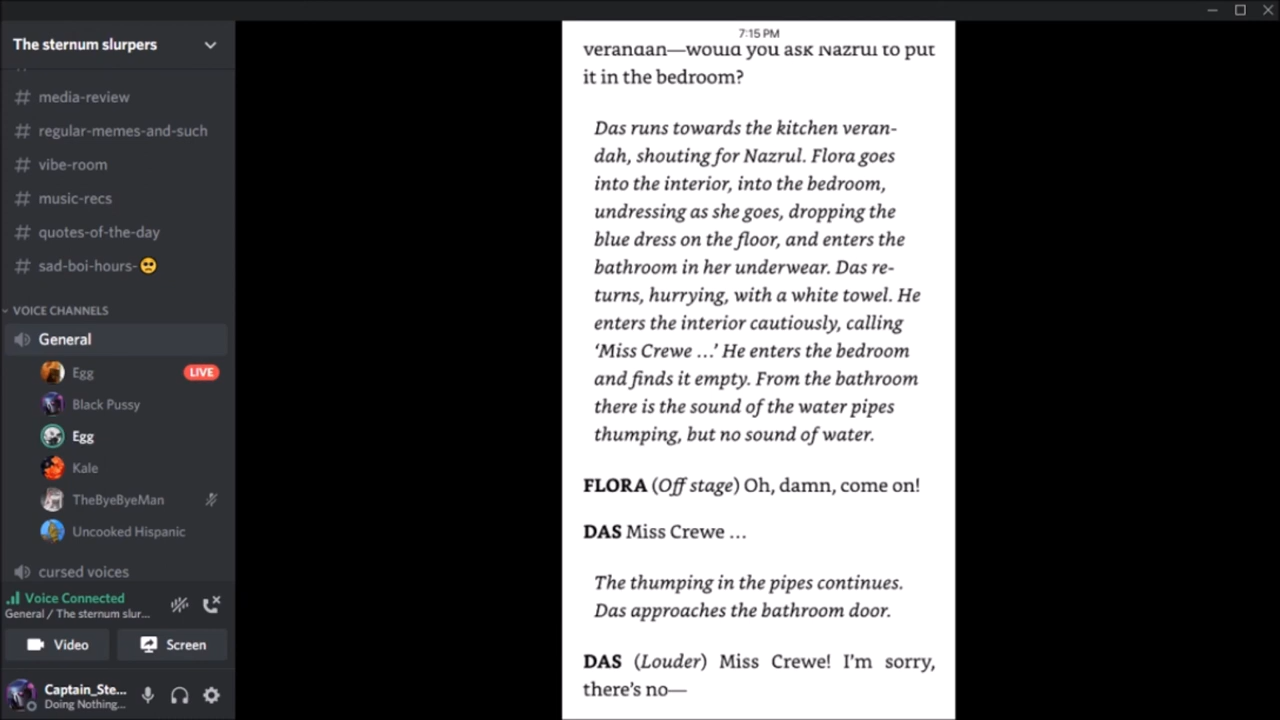 The sternum slurpers
# media-review
# regular-memes-and-such
# vibe-room
# music-recs
# quotes-of-the-day
# sad-boi-hours-🥺
VOICE CHANNELS
General
Egg
LIVE
Black Pussy
Egg
Kale
TheByeByeMan
Uncooked Hispanic
cursed voices
Voice Connected
General / The sternum slur...
Video
Screen
Captain_Ste...
Doing Nothing...
7:15 PM
verandah—would you ask Nazrul to put
it in the bedroom?
Das runs towards the kitchen veran-
dah, shouting for Nazrul. Flora goes
into the interior, into the bedroom,
undressing as she goes, dropping the
blue dress on the floor, and enters the
bathroom in her underwear. Das re-
turns, hurrying, with a white towel. He
enters the interior cautiously, calling
‘Miss Crewe …’ He enters the bedroom
and finds it empty. From the bathroom
there is the sound of the water pipes
thumping, but no sound of water.
FLORA (Off stage) Oh, damn, come on!
DAS Miss Crewe …
The thumping in the pipes continues.
Das approaches the bathroom door.
DAS (Louder) Miss Crewe! I’m sorry,
there’s no—